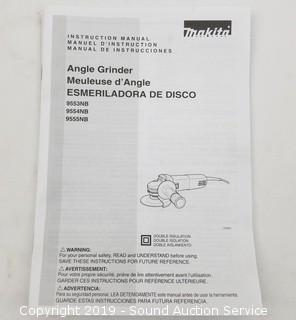 INSTRUCTION MANUAL
MANUEL D'INSTRUCTION
MANUAL DE INSTRUCCIONES
makita
Angle Grinder
Meuleuse d'Angle
ESMERILADORA DE DISCO
9553NB
9554NB
9555NB
DOUBLE INSULATION
DOUBLE ISOLATION
DOBLE AISLAMIENTO
WARNING:
For your personal safety, READ and UNDERSTAND before using.
SAVE THESE INSTRUCTIONS FOR FUTURE REFERENCE.
AVERTISSEMENT:
Pour votre propre sécurité, prière de lire attentivement avant l'utilisation.
GARDER CES INSTRUCTIONS POUR RÉFÉRENCE ULTÉRIEURE.
ADVERTENCIA:
Para su seguridad personal, LEA DETENIDAMENTE este manual antes de usar la herramienta.
GUARDE ESTAS INSTRUCCIONES PARA FUTURA REFERENCIA.
Copyright 2019 - Estatesales.org